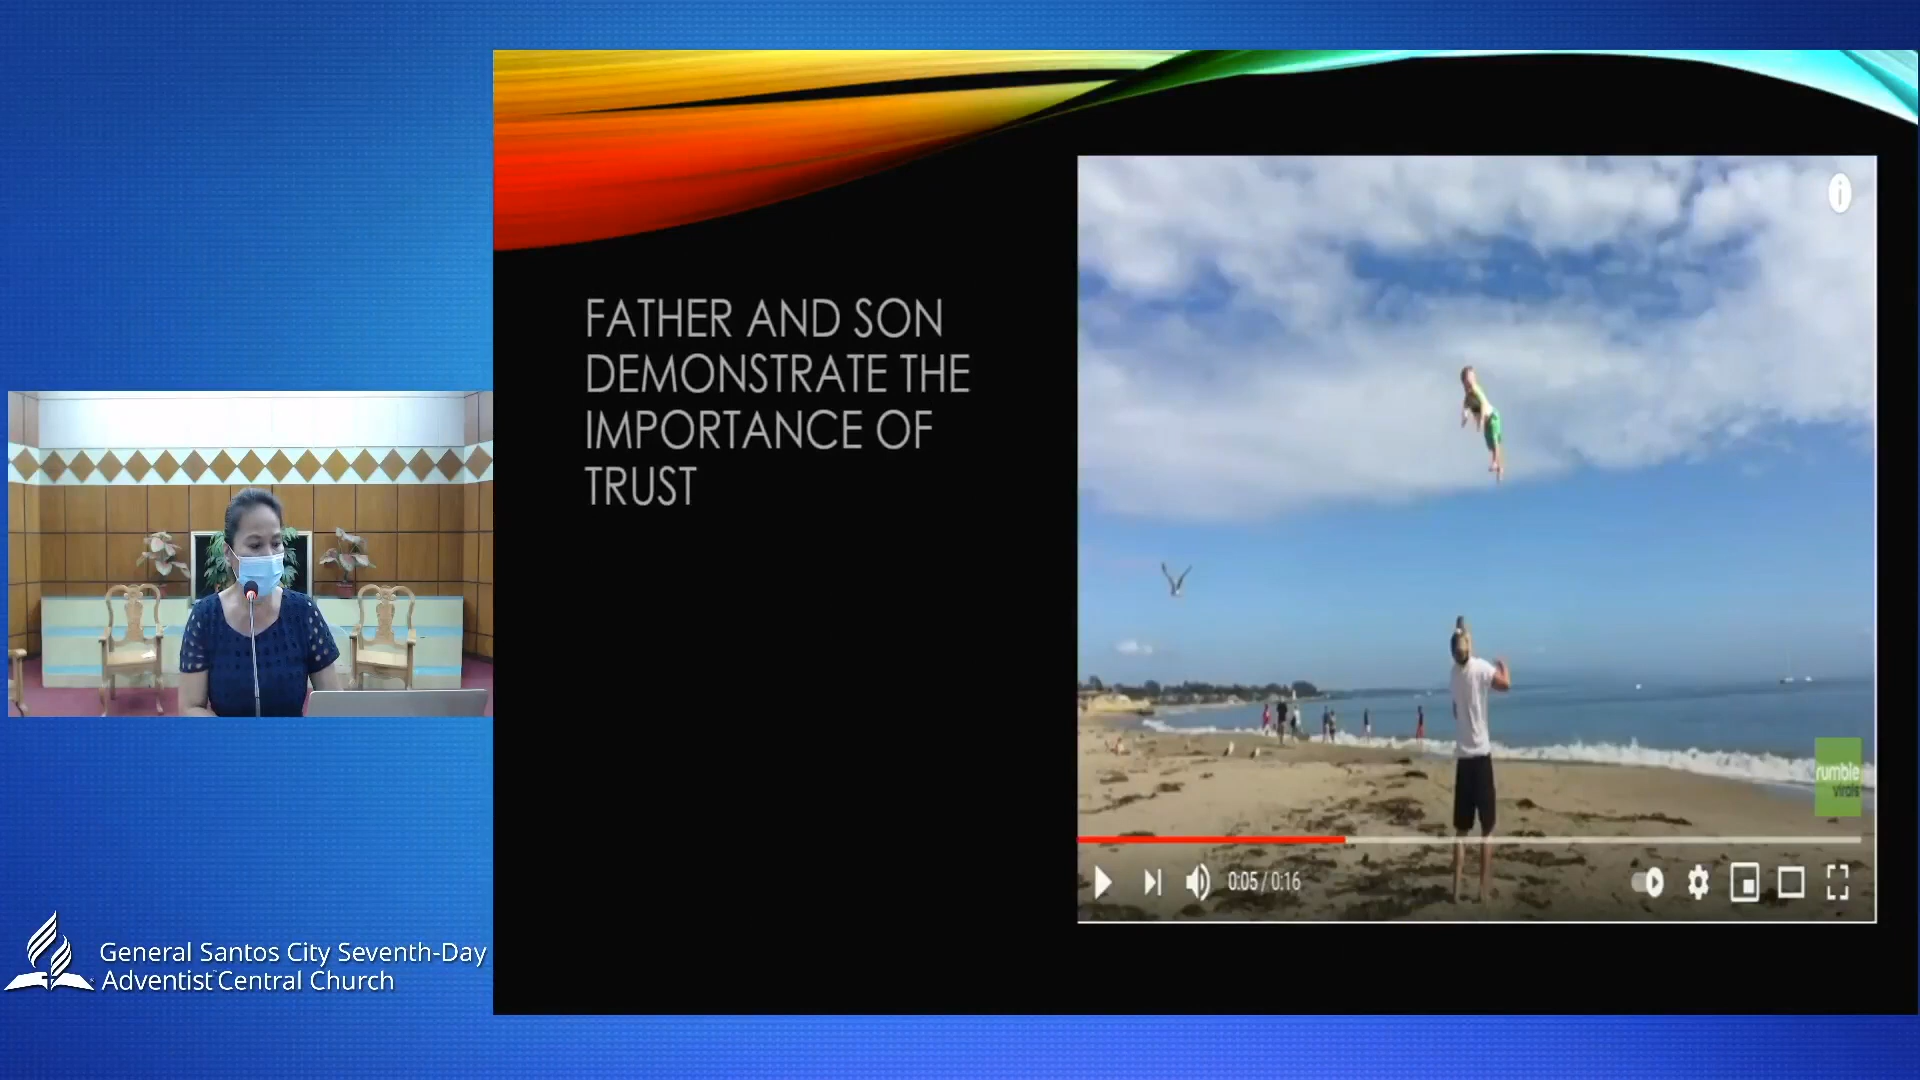 FATHER AND SON
DEMONSTRATE THE
IMPORTANCE OF
TRUST
rumble
virals
0:05 / 0:16
General Santos City Seventh-Day
Adventist Central Church